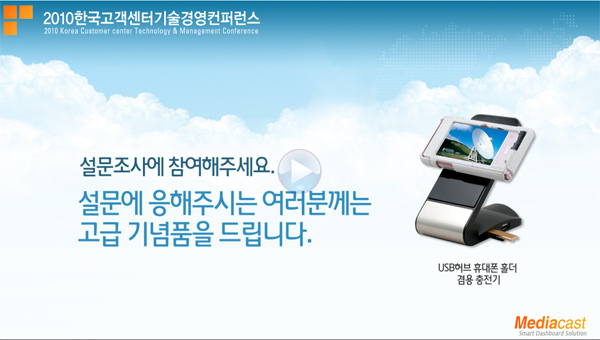 2010한국고객센터기술경영컨퍼런스
2010 Korea Customer center Technology & Management Conference
설문조사에 참여해주세요.
설문에 응해주시는 여러분께는
고급 기념품을 드립니다.
USB허브 휴대폰 홀더
겸용 충전기
Mediacast
Smart Dashboard Solution